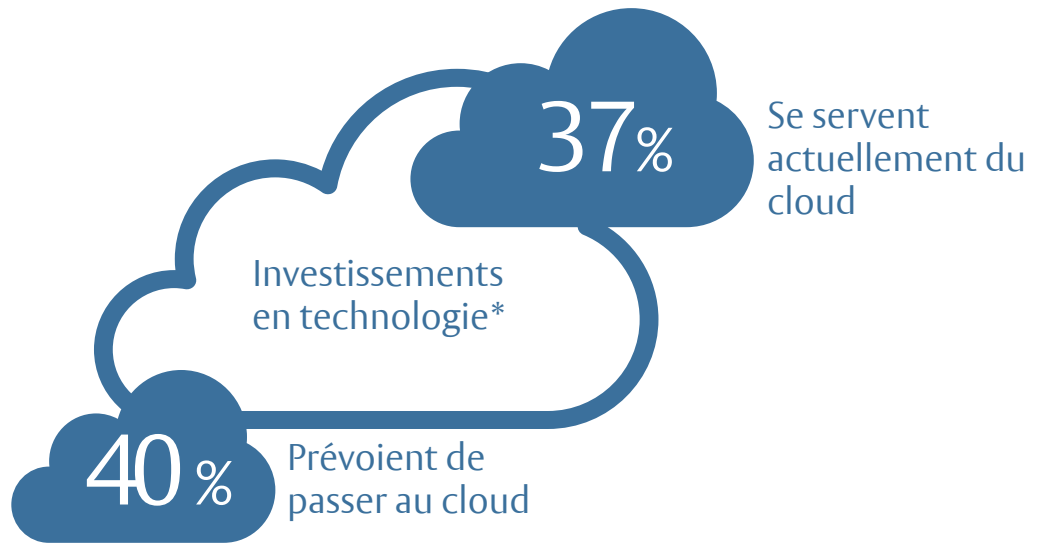 37%
Se servent
actuellement du
cloud
Investissements
en technologie*
40 %
Prévoient de
passer au cloud